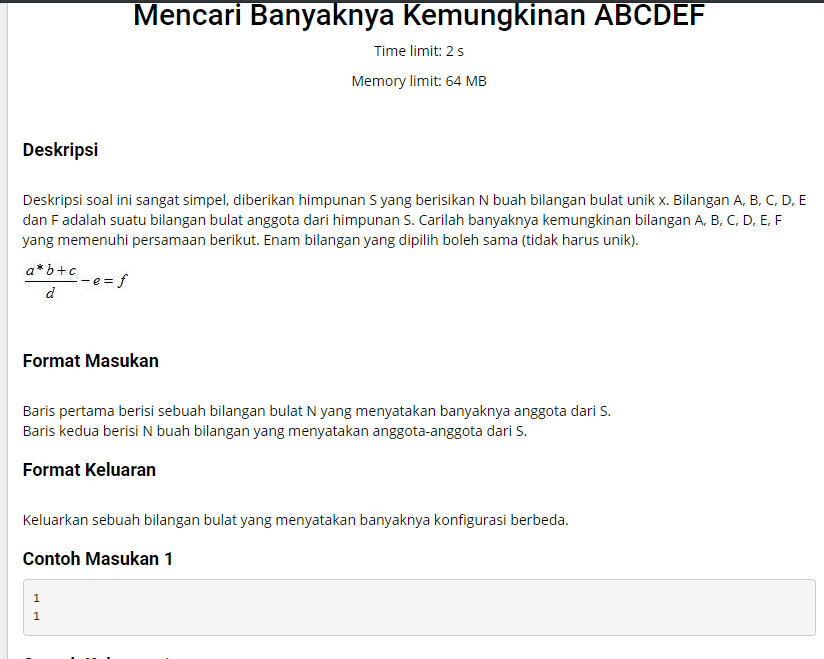 Mencari Banyaknya Kemungkinan ABCDEF
Time limit: 2 s
Memory limit: 64 MB
Deskripsi
Deskripsi soal ini sangat simpel, diberikan himpunan S yang berisikan N buah bilangan bulat unik x. Bilangan A, B, C, D, E
dan F adalah suatu bilangan bulat anggota dari himpunan S. Carilah banyaknya kemungkinan bilangan A, B, C, D, E, F
yang memenuhi persamaan berikut. Enam bilangan yang dipilih boleh sama (tidak harus unik).
a*b+c
d
−e=f
Format Masukan
Baris pertama berisi sebuah bilangan bulat N yang menyatakan banyaknya anggota dari S.
Baris kedua berisi N buah bilangan yang menyatakan anggota-anggota dari S.
Format Keluaran
Keluarkan sebuah bilangan bulat yang menyatakan banyaknya konfigurasi berbeda.
Contoh Masukan 1
1
1